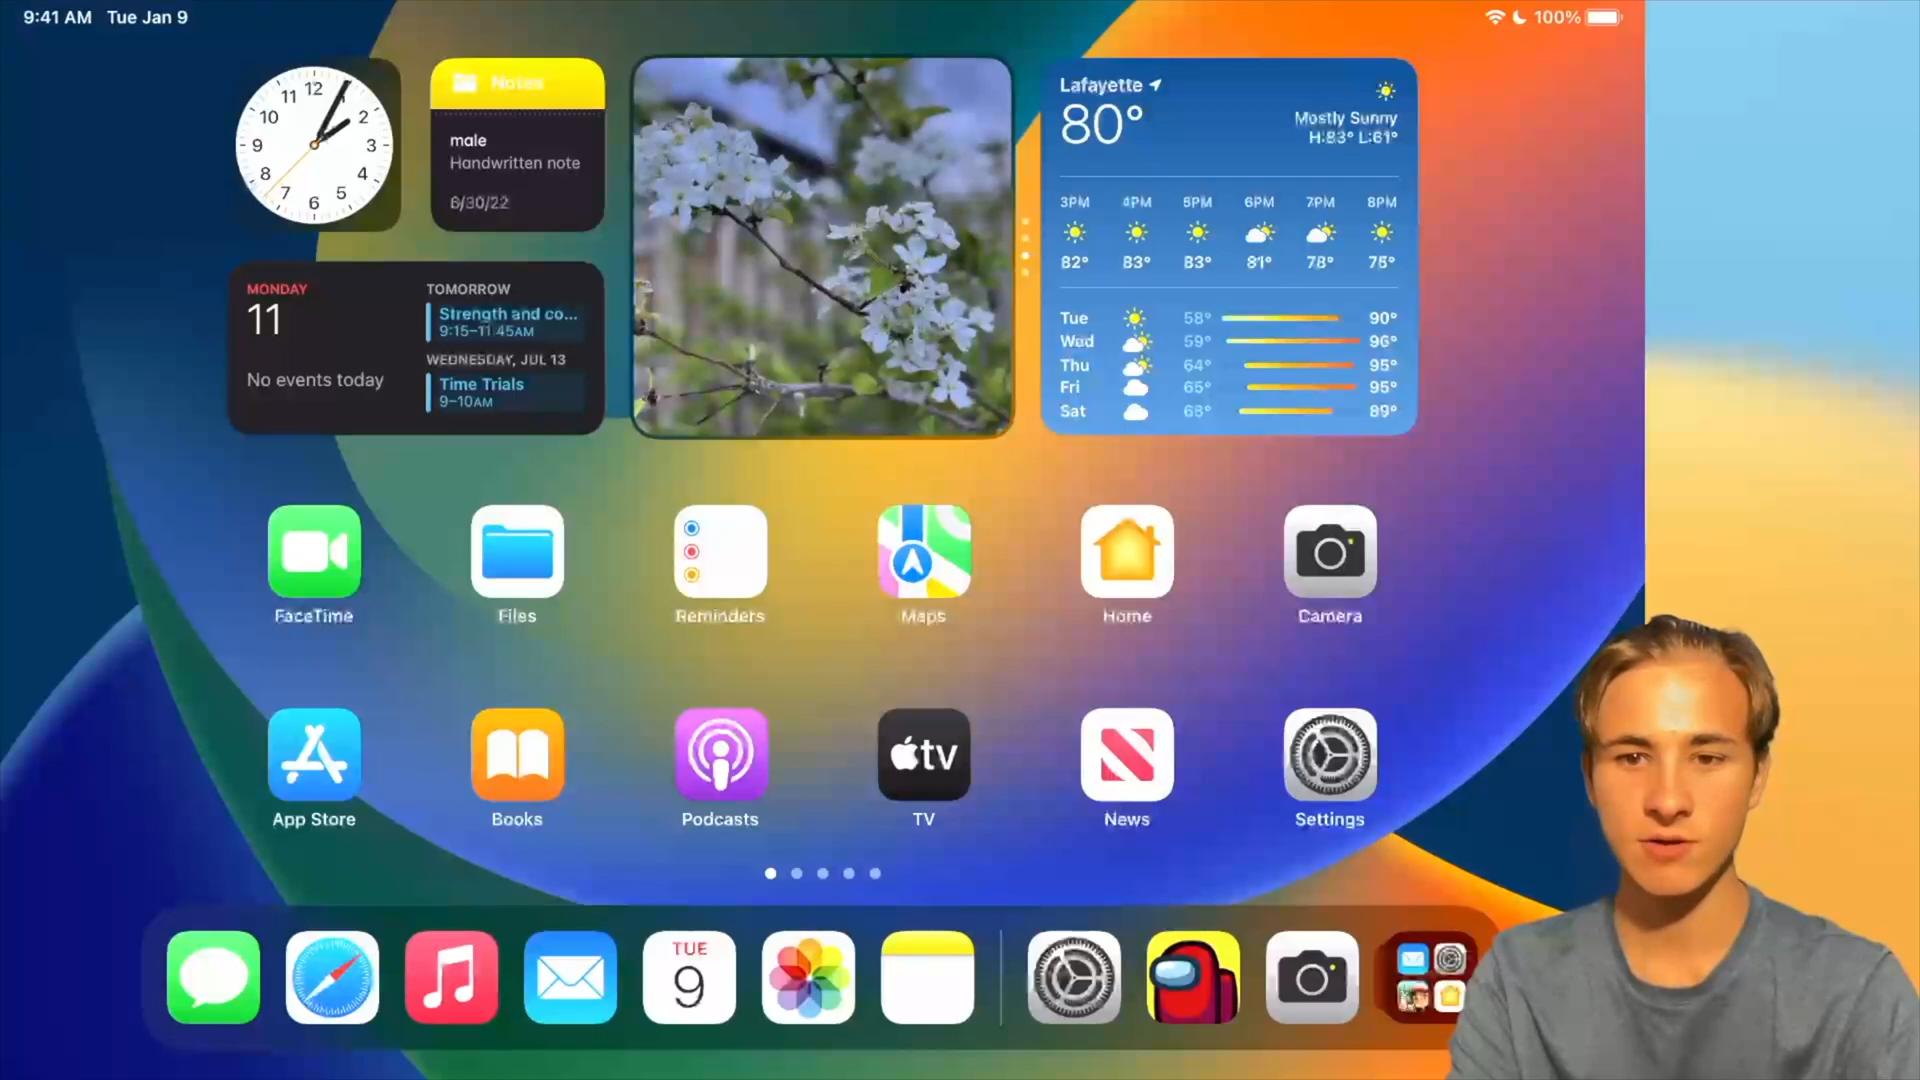 9:41 AM Tue Jan 9
100%
12
11
1
10
2
9
3
8
4
7
5
6
Notes
male
Handwritten note
6/30/22
MONDAY
11
No events today
TOMORROW
Strength and co...
9:15–11:45AM
WEDNESDAY, JUL 13
Time Trials
9–10AM
Lafayette
80°
Mostly Sunny
H:83° L:61°
3PM 4PM 5PM 6PM 7PM 8PM
82° 83° 83° 81° 78° 75°
Tue 58° 90°
Wed 59° 96°
Thu 64° 95°
Fri 65° 95°
Sat 63° 89°
FaceTime Files Reminders Maps Home Camera
tv
App Store Books Podcasts TV News Settings
TUE
9